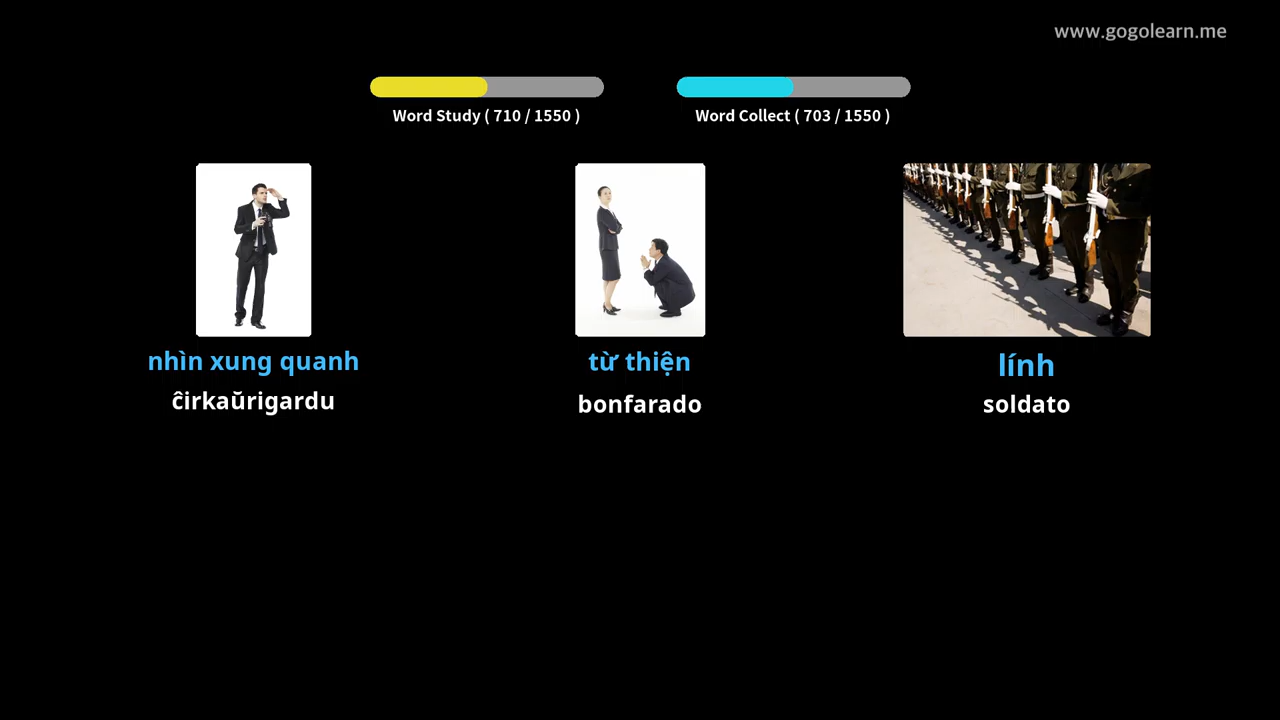 www.gogolearn.me
Word Study ( 710 / 1550 )
Word Collect ( 703 / 1550 )
nhìn xung quanh
ĉirkaŭrigardu
từ thiện
bonfarado
lính
soldato